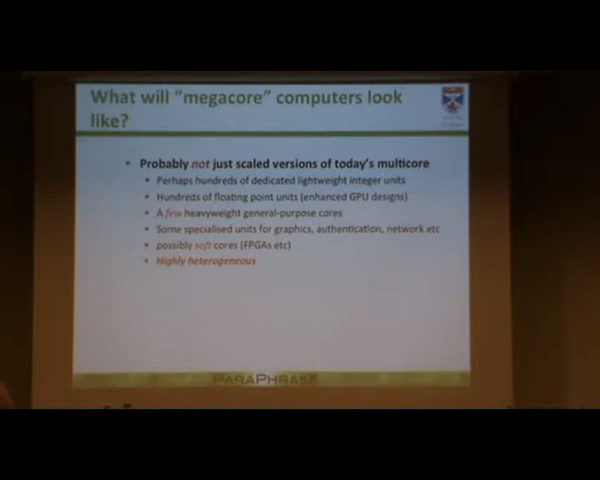 What will "megacore" computers look
like?
• Probably not just scaled versions of today's multicore
• Perhaps hundreds of dedicated lightweight integer units
• Hundreds of floating point units (enhanced GPU designs)
• A few heavyweight general-purpose cores
• Some specialised units for graphics, authentication, network etc
• possibly soft cores (FPGAs etc)
• Highly heterogeneous
PARAPHRASE